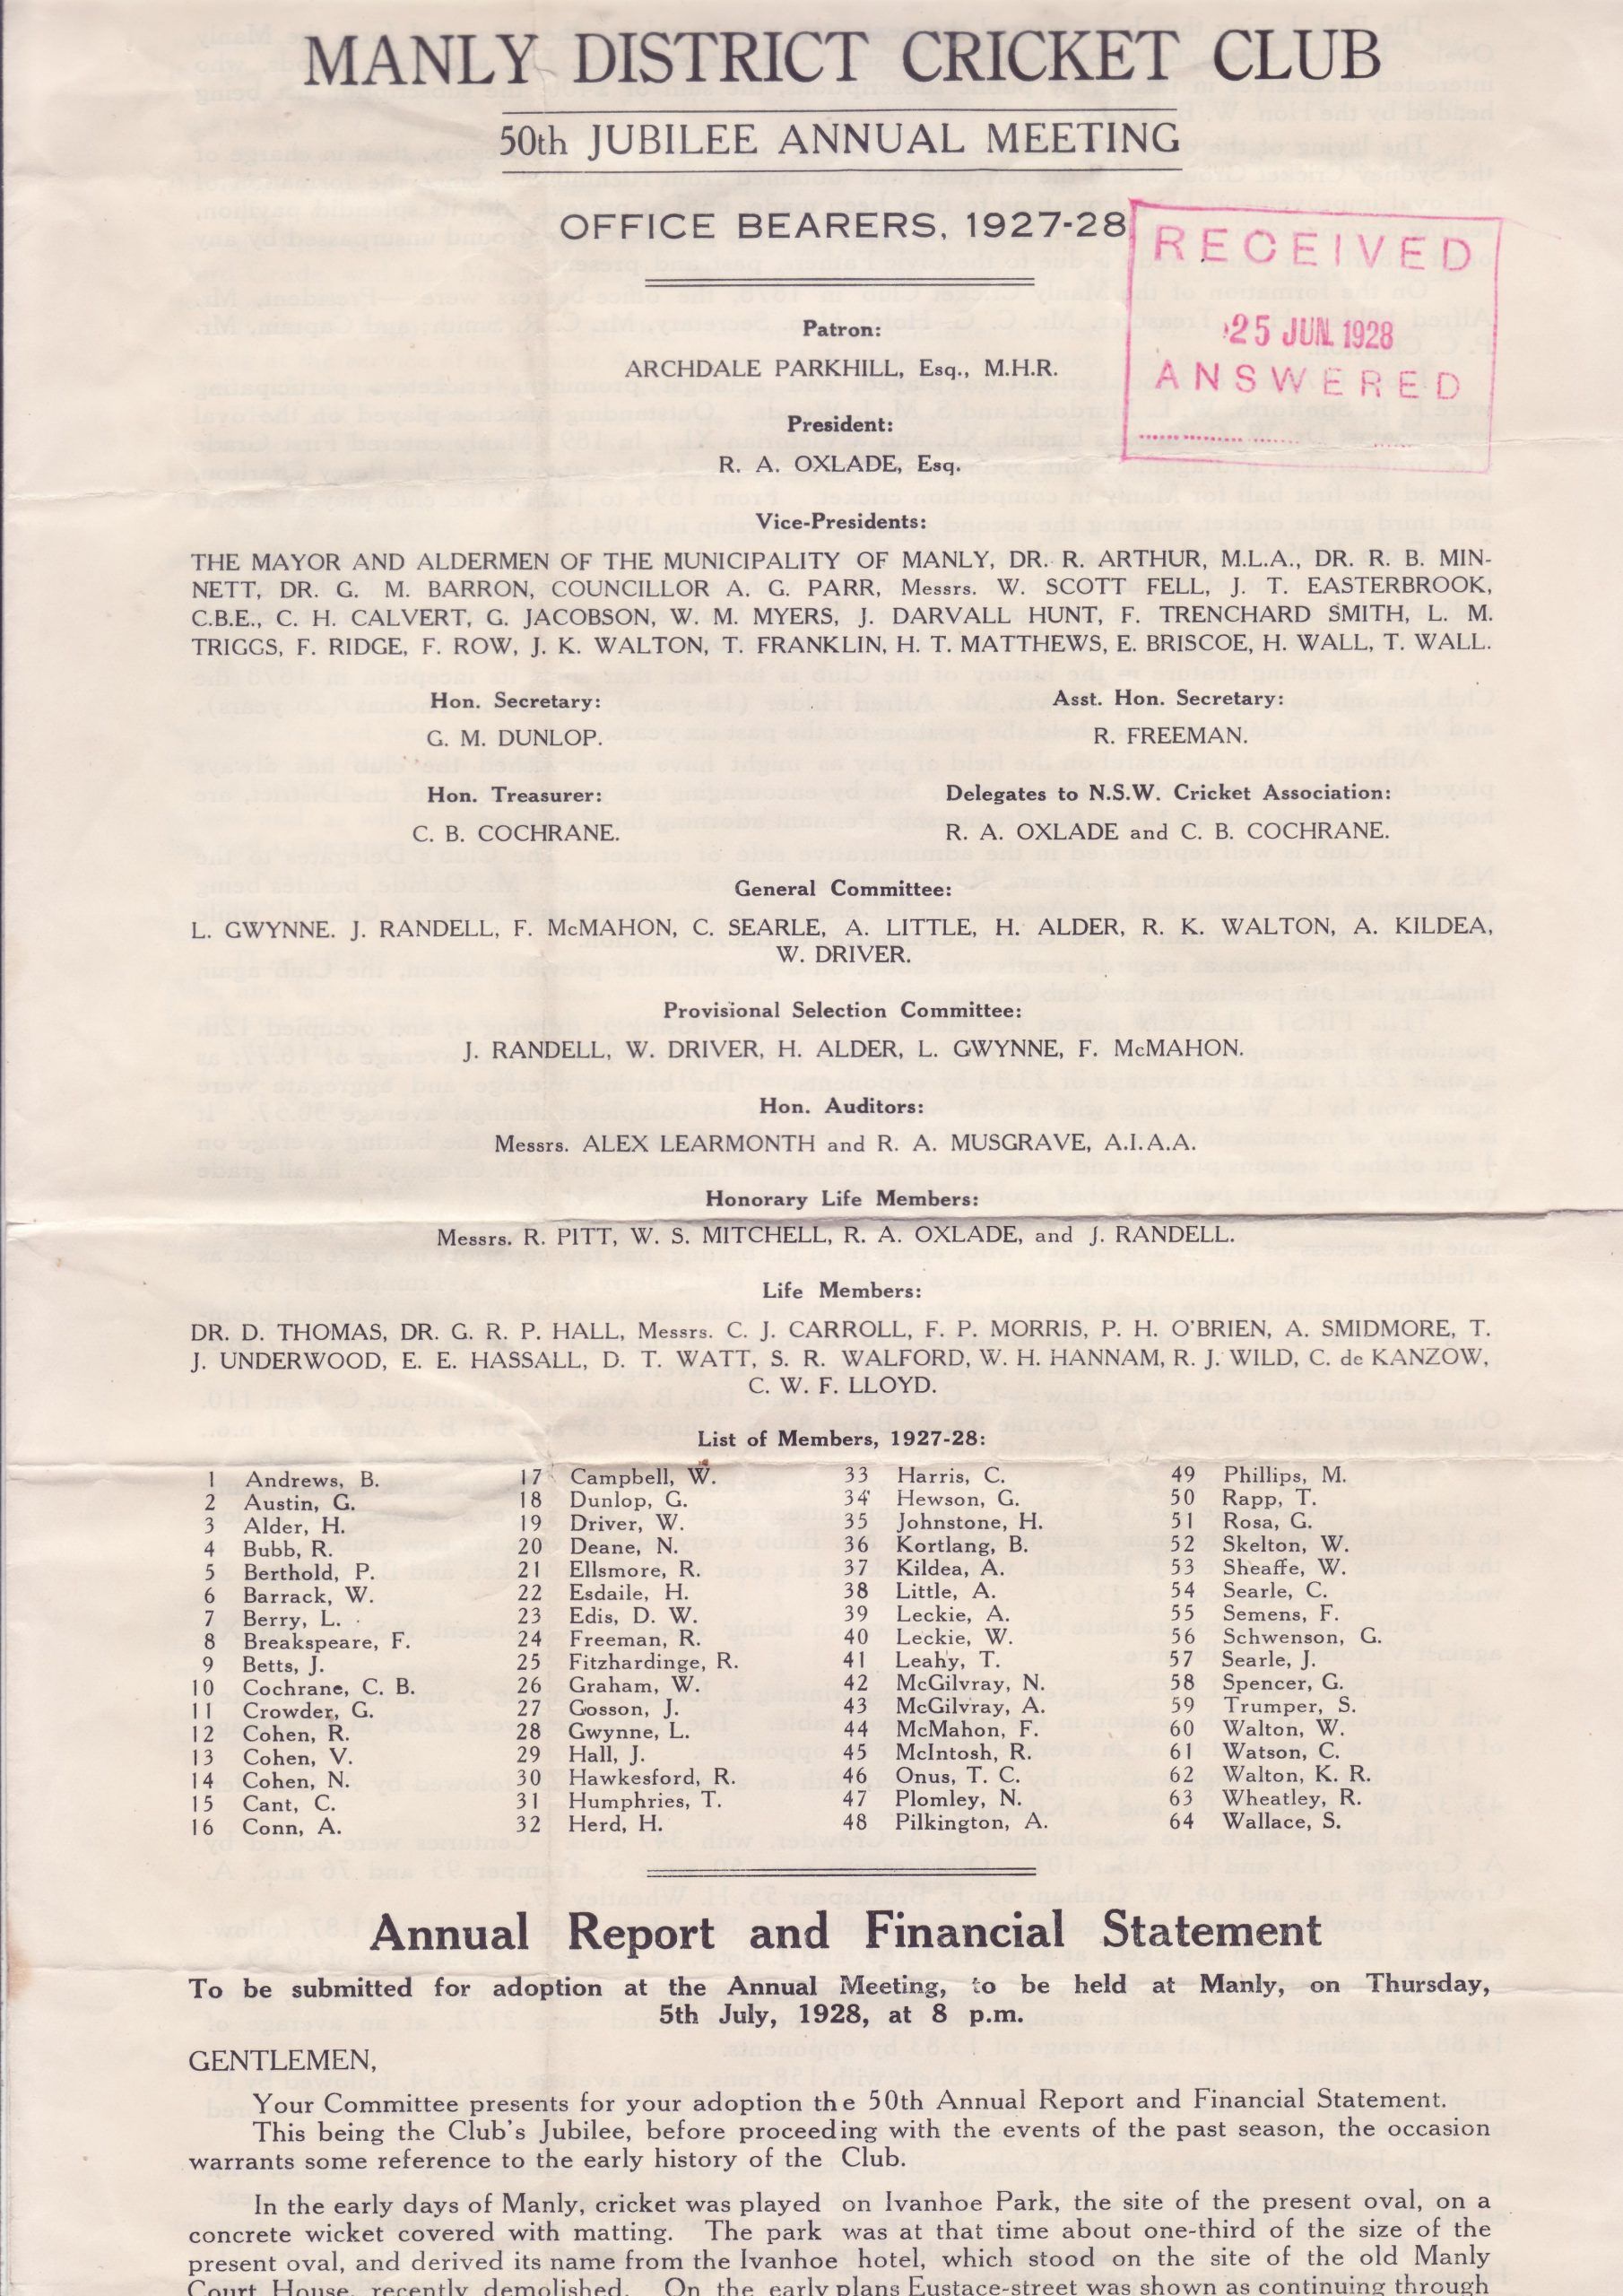 MANLY DISTRICT CRICKET CLUB
50th JUBILEE ANNUAL MEETING
OFFICE BEARERS, 1927-28
RECEIVED
25 JUN. 1928
ANSWERED
Patron:
ARCHDALE PARKHILL, Esq., M.H.R.
President:
R. A. OXLADE, Esq.
Vice-Presidents:
THE MAYOR AND ALDERMEN OF THE MUNICIPALITY OF MANLY, DR. R. ARTHUR, M.L.A., DR. R. B. MIN-
NETT, DR. G. M. BARRON, COUNCILLOR A. G. PARR, Messrs. W. SCOTT FELL, J. T. EASTERBROOK,
C.B.E., C. H. CALVERT, G. JACOBSON, W. M. MYERS, J. DARVALL HUNT, F. TRENCHARD SMITH, L. M.
TRIGGS, F. RIDGE, F. ROW, J. K. WALTON, T. FRANKLIN, H. T. MATTHEWS, E. BRISCOE, H. WALL, T. WALL.
Hon. Secretary:
G. M. DUNLOP.
Asst. Hon. Secretary:
R. FREEMAN.
Hon. Treasurer:
C. B. COCHRANE.
Delegates to N.S.W. Cricket Association:
R. A. OXLADE and C. B. COCHRANE.
General Committee:
L. GWYNNE. J. RANDELL, F. McMAHON, C. SEARLE, A. LITTLE, H. ALDER, R. K. WALTON, A. KILDEA,
W. DRIVER.
Provisional Selection Committee:
J. RANDELL, W. DRIVER, H. ALDER, L. GWYNNE, F. McMAHON.
Hon. Auditors:
Messrs. ALEX LEARMONTH and R. A. MUSGRAVE, A.I.A.A.
Honorary Life Members:
Messrs. R. PITT, W. S. MITCHELL, R. A. OXLADE, and J. RANDELL.
Life Members:
DR. D. THOMAS, DR. G. R. P. HALL, Messrs. C. J. CARROLL, F. P. MORRIS, P. H. O'BRIEN, A. SMIDMORE, T.
J. UNDERWOOD, E. E. HASSALL, D. T. WATT, S. R. WALFORD, W. H. HANNAM, R. J. WILD, C. de KANZOW,
C. W. F. LLOYD.
List of Members, 1927-28:
1 Andrews, B.
2 Austin, G.
3 Alder, H.
4 Bubb, R.
5 Berthold, P.
6 Barrack, W.
7 Berry, L.
8 Breakspeare, F.
9 Betts, J.
10 Cochrane, C. B.
11 Crowder, G.
12 Cohen, R.
13 Cohen, V.
14 Cohen, N.
15 Cant, C.
16 Conn, A.
17 Campbell, W.
18 Dunlop, G.
19 Driver, W.
20 Deane, N.
21 Ellsmore, R.
22 Esdaile, H.
23 Edis, D. W.
24 Freeman, R.
25 Fitzhardinge, R.
26 Graham, W.
27 Gosson, J.
28 Gwynne, L.
29 Hall, J.
30 Hawkesford, R.
31 Humphries, T.
32 Herd, H.
33 Harris, C.
34 Hewson, G.
35 Johnstone, H.
36 Kortlang, B.
37 Kildea, A.
38 Little, A.
39 Leckie, A.
40 Leckie, W.
41 Leahy, T.
42 McGilvray, N.
43 McGilvray, A.
44 McMahon, F.
45 McIntosh, R.
46 Onus, T. C.
47 Plomley, N.
48 Pilkington, A.
49 Phillips, M.
50 Rapp, T.
51 Rosa, G.
52 Skelton, W.
53 Sheaffe, W.
54 Searle, C.
55 Semens, F.
56 Schwenson, G.
57 Searle, J.
58 Spencer, G.
59 Trumper, S.
60 Walton, W.
61 Watson, C.
62 Walton, K. R.
63 Wheatley, R.
64 Wallace, S.
Annual Report and Financial Statement
To be submitted for adoption at the Annual Meeting, to be held at Manly, on Thursday,
5th July, 1928, at 8 p.m.
GENTLEMEN,
Your Committee presents for your adoption the 50th Annual Report and Financial Statement.
This being the Club's Jubilee, before proceeding with the events of the past season, the occasion
warrants some reference to the early history of the Club.
In the early days of Manly, cricket was played on Ivanhoe Park, the site of the present oval, on a
concrete wicket covered with matting. The park was at that time about one-third of the size of the
present oval, and derived its name from the Ivanhoe hotel, which stood on the site of the old Manly
Court House, recently demolished. On the early plans Eustace-street was shown as continuing through